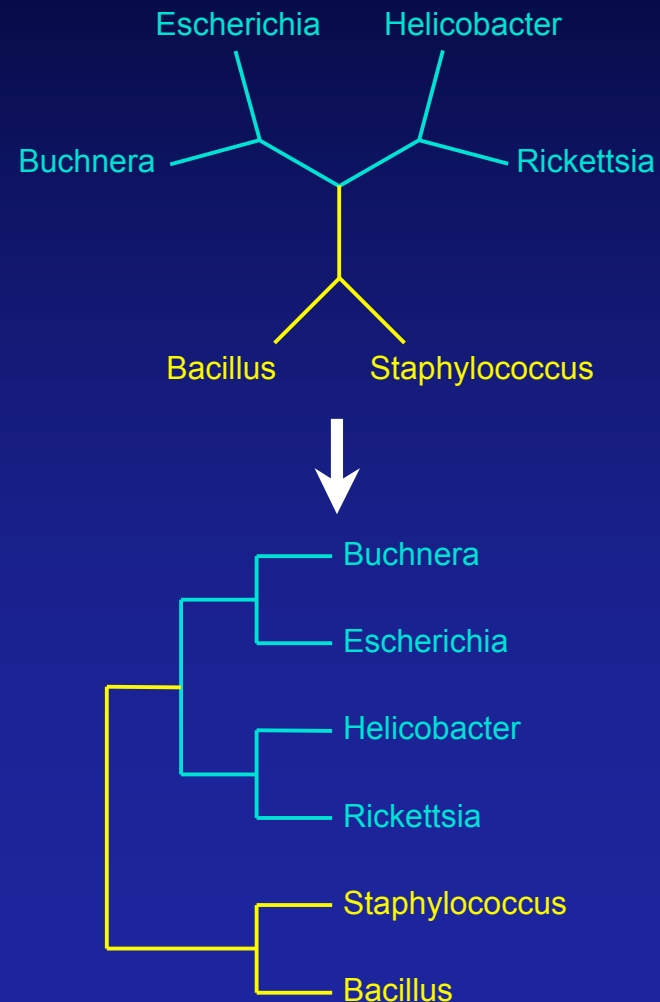 Escherichia
Helicobacter
Buchnera
Rickettsia
Bacillus
Staphylococcus
Buchnera
Escherichia
Helicobacter
Rickettsia
Staphylococcus
Bacillus